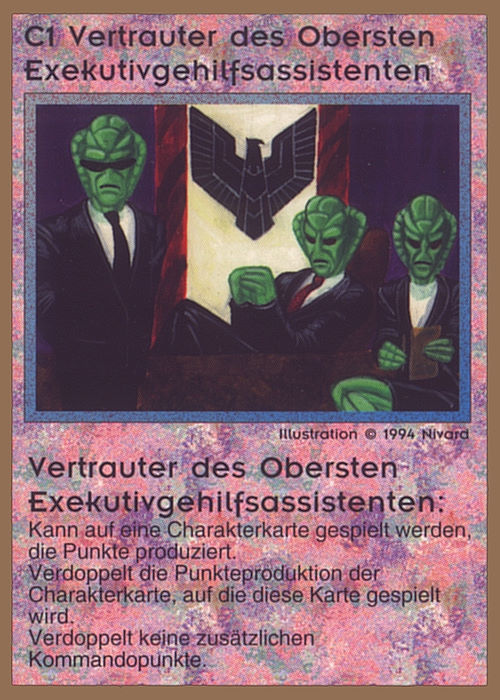 C1 Vertrauter des Obersten
Exekutivgehilfsassistenten
Illustration © 1994 Nivard
Vertrauter des Obersten
Exekutivgehilfsassistenten:
Kann auf eine Charakterkarte gespielt werden,
die Punkte produziert.
Verdoppelt die Punkteproduktion der
Charakterkarte, auf die diese Karte gespielt
wird.
Verdoppelt keine zusätzlichen
Kommandopunkte.